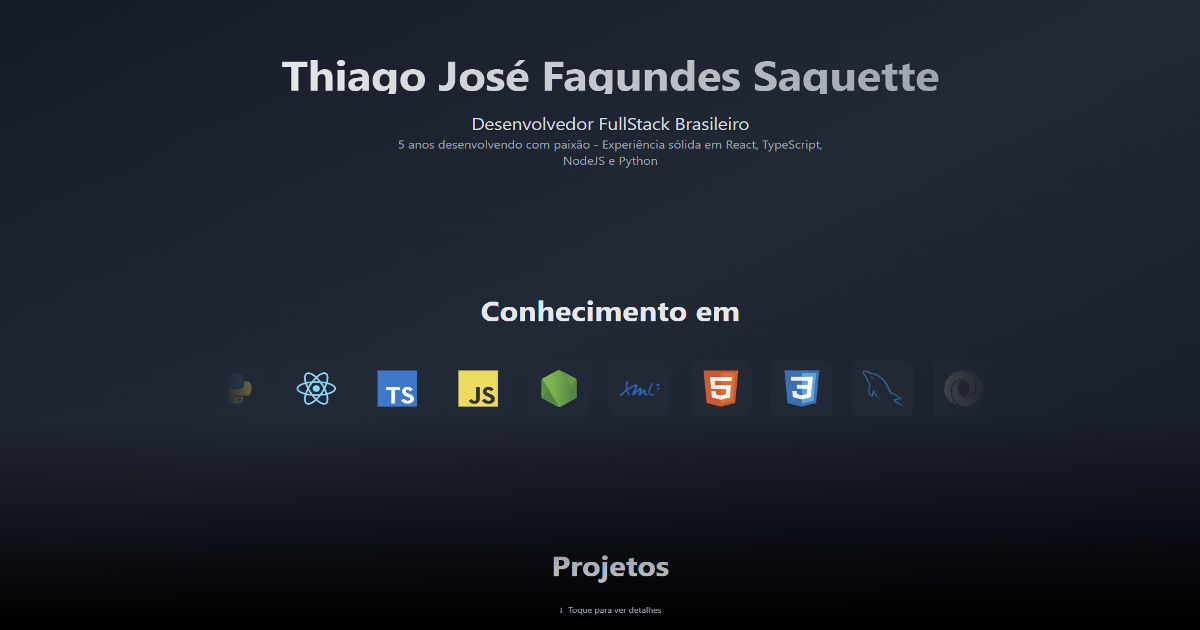 Thiago José Fagundes Saquette
Desenvolvedor FullStack Brasileiro
5 anos desenvolvendo com paixão - Experiência sólida em React, TypeScript,
NodeJS e Python
Conhecimento em
TS JS XML: 5 3
Projetos
Toque para ver detalhes